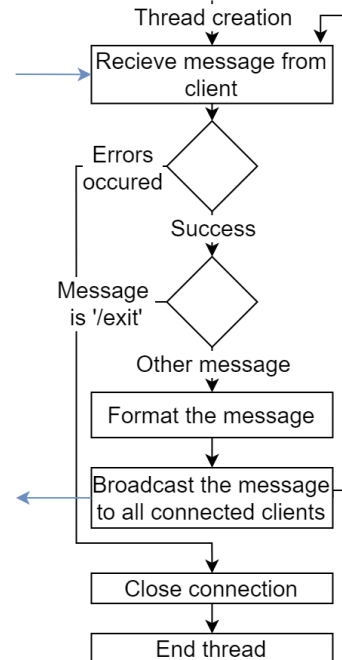 Thread creation
Recieve message from
client
Errors
occured
Success
Message
is '/exit'
Other message
Format the message
Broadcast the message
to all connected clients
Close connection
End thread